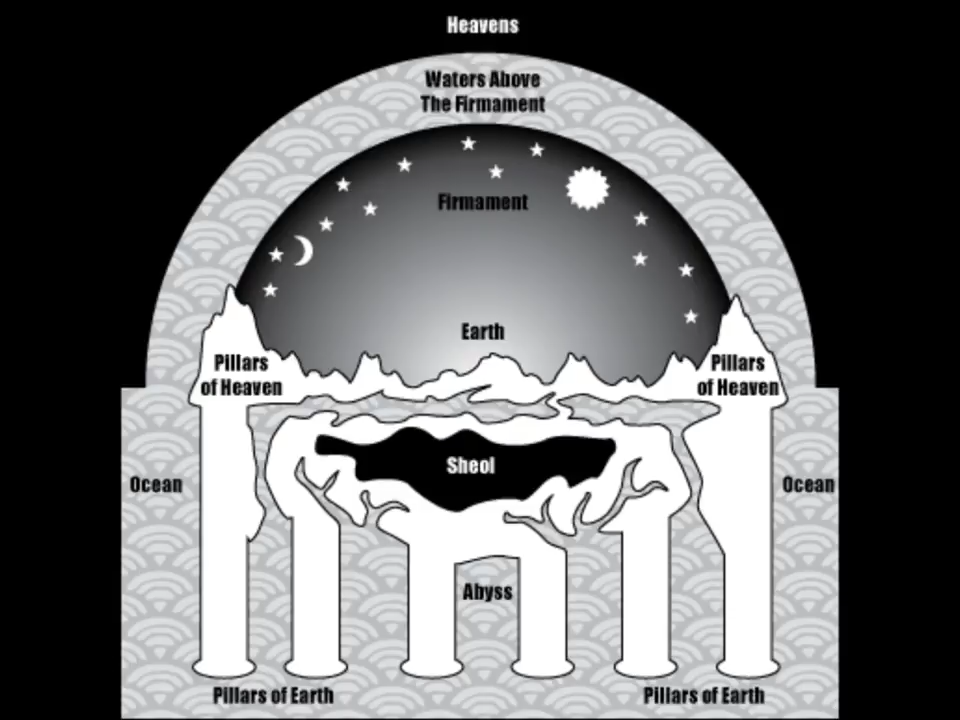 Heavens
Waters Above
The Firmament
Firmament
Earth
Pillars
of Heaven
Pillars
of Heaven
Sheol
Ocean
Ocean
Abyss
Pillars of Earth
Pillars of Earth